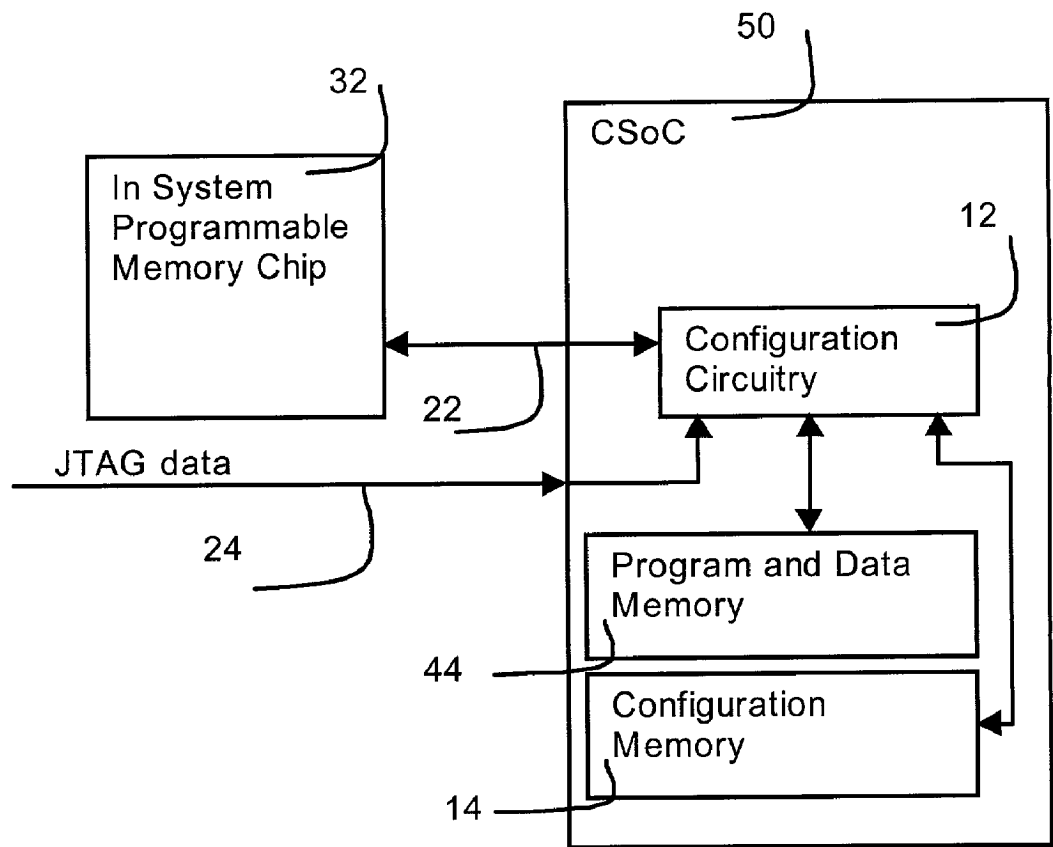 50
32
CSoC
In System
Programmable
Memory Chip
12
Configuration
Circuitry
22
JTAG data
24
Program and Data
Memory
44
Configuration
Memory
14